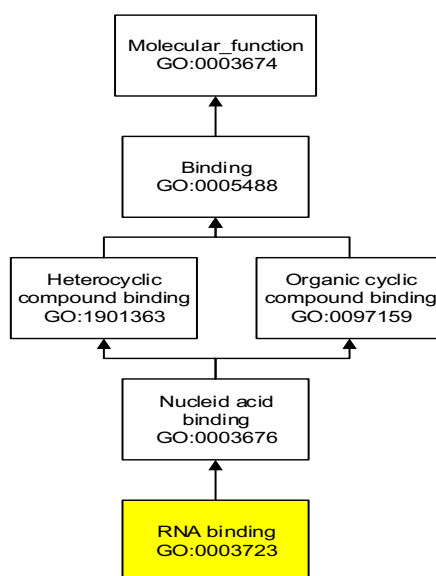 Molecular_function
GO:0003674
Binding
GO:0005488
Heterocyclic
compound binding
GO:1901363
Organic cyclic
compound binding
GO:0097159
Nucleid acid
binding
GO:0003676
RNA binding
GO:0003723